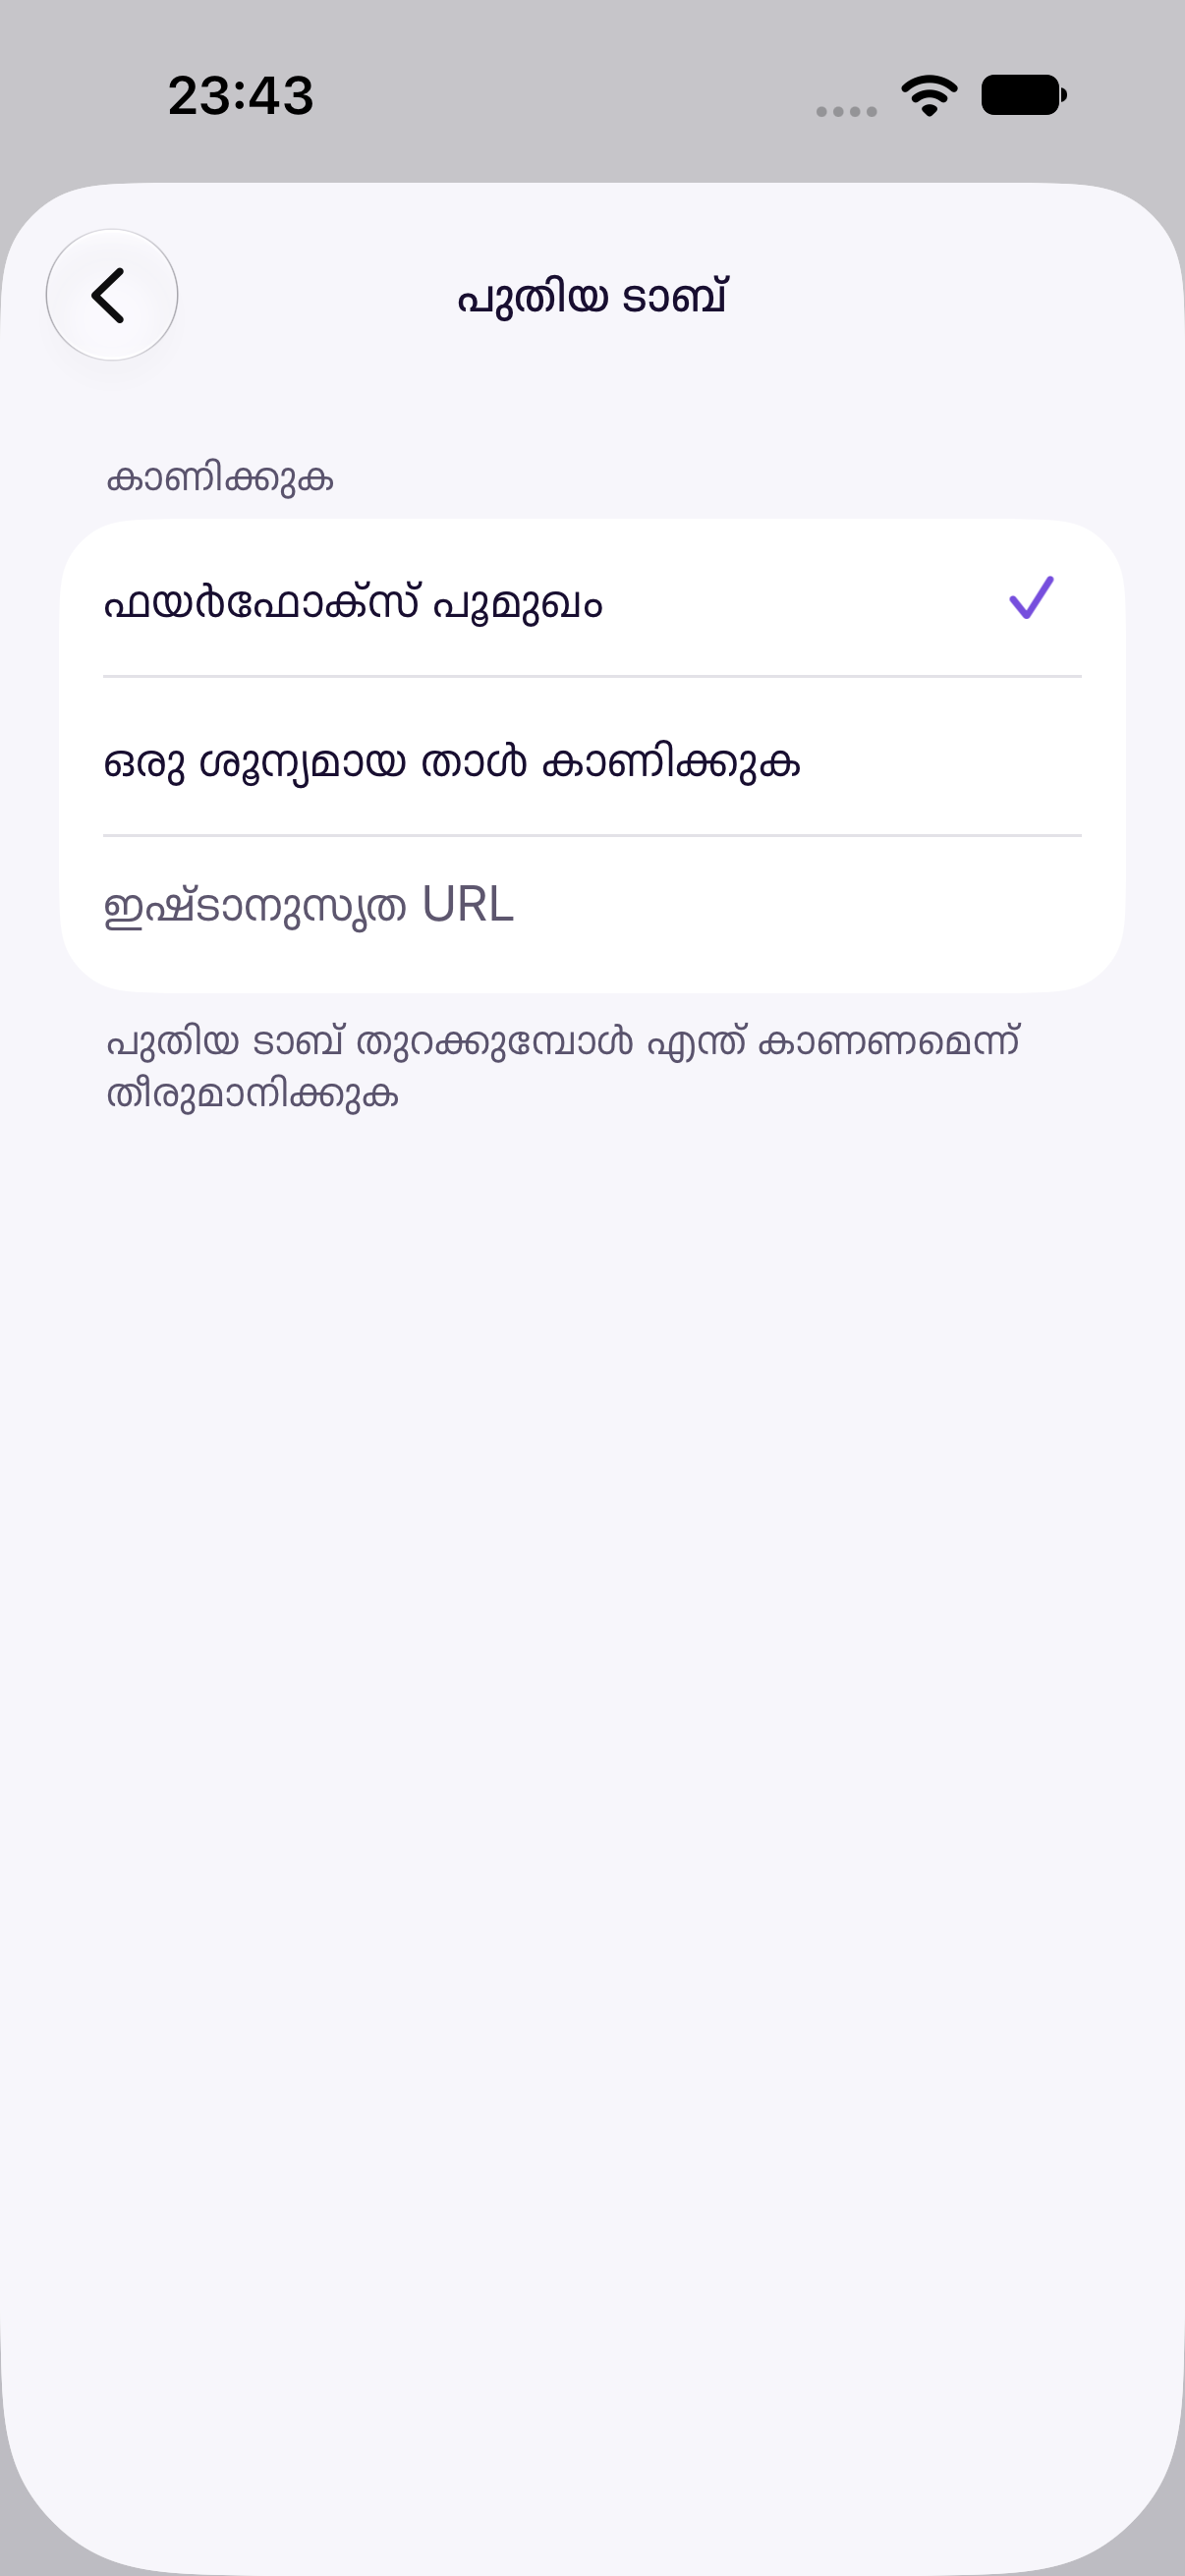 23:43
പുതിയ ടാബ്
കാണിക്കുക
ഫയർഫോക്സ് പൂമുഖം
ഒരു ശൂന്യമായ താൾ കാണിക്കുക
ഇഷ്ടാനുസൃത URL
പുതിയ ടാബ് തുറക്കുമ്പോൾ എന്ത് കാണണമെന്ന്
തീരുമാനിക്കുക